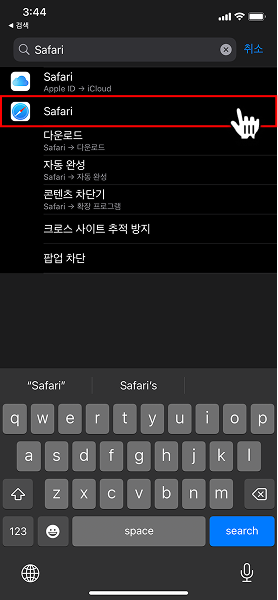 3:44
◀ 검색
Safari
취소
Safari
Apple ID → iCloud
Safari
다운로드
Safari → 다운로드
자동 완성
Safari → 자동 완성
콘텐츠 차단기
Safari → 확장 프로그램
크로스 사이트 추적 방지
팝업 차단
“Safari” Safari's
q w e r t y u i o p
a s d f g h j k l
z x c v b n m
123 space search